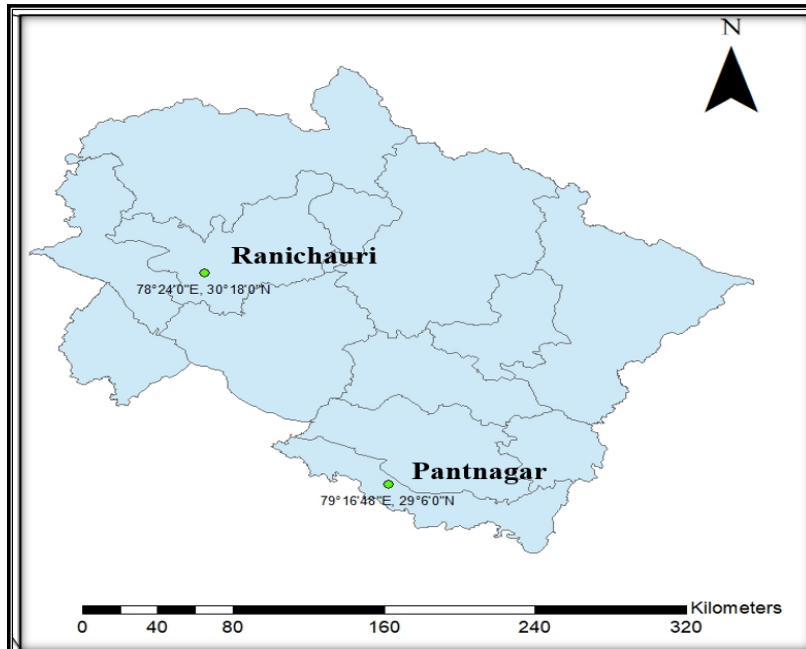 N
Ranichauri
78°24'0"E, 30°18'0"N
Pantnagar
79°16'48"E, 29°6'0"N
Kilometers
0 40 80 160 240 320